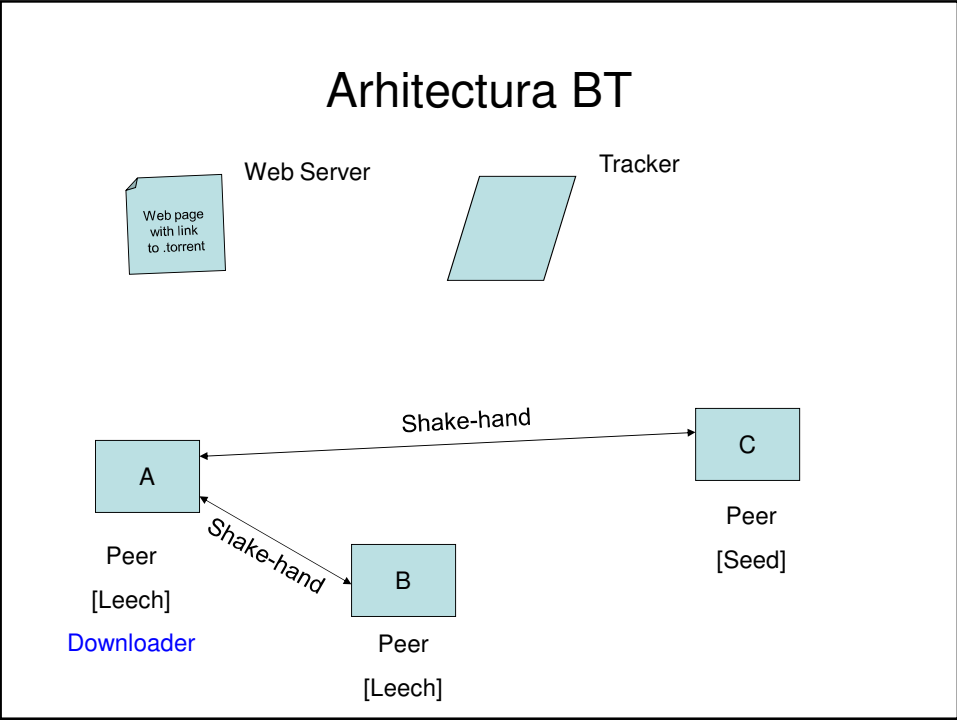 Arhitectura BT
Web Server
Tracker
Web page
with link
to .torrent
Shake-hand
A
C
Shake-hand
B
Peer
[Leech]
Downloader
Peer
[Leech]
Peer
[Seed]